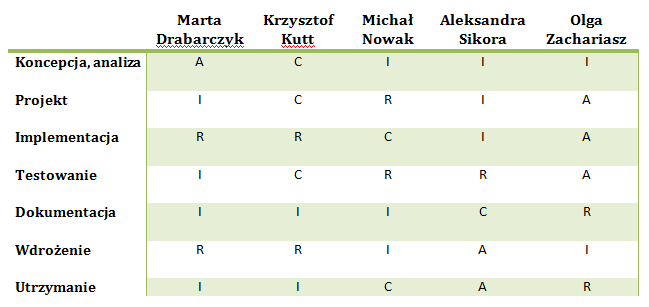 Marta Krzysztof Michał Aleksandra Olga
Drabarczyk Kutt Nowak Sikora Zachariasz
Koncepcja, analiza A C I I I
Projekt I C R I A
Implementacja R R C I A
Testowanie I C R R A
Dokumentacja I I I C R
Wdrożenie R R I A I
Utrzymanie I I C A R